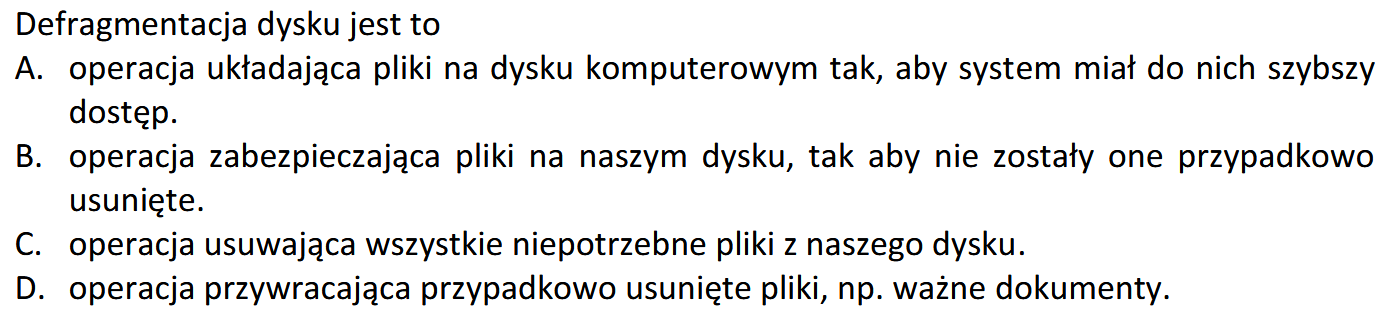 Defragmentacja dysku jest to
A. operacja układająca pliki na dysku komputerowym tak, aby system miał do nich szybszy
dostęp.
B. operacja zabezpieczająca pliki na naszym dysku, tak aby nie zostały one przypadkowo
usunięte.
C. operacja usuwająca wszystkie niepotrzebne pliki z naszego dysku.
D. operacja przywracająca przypadkowo usunięte pliki, np. ważne dokumenty.